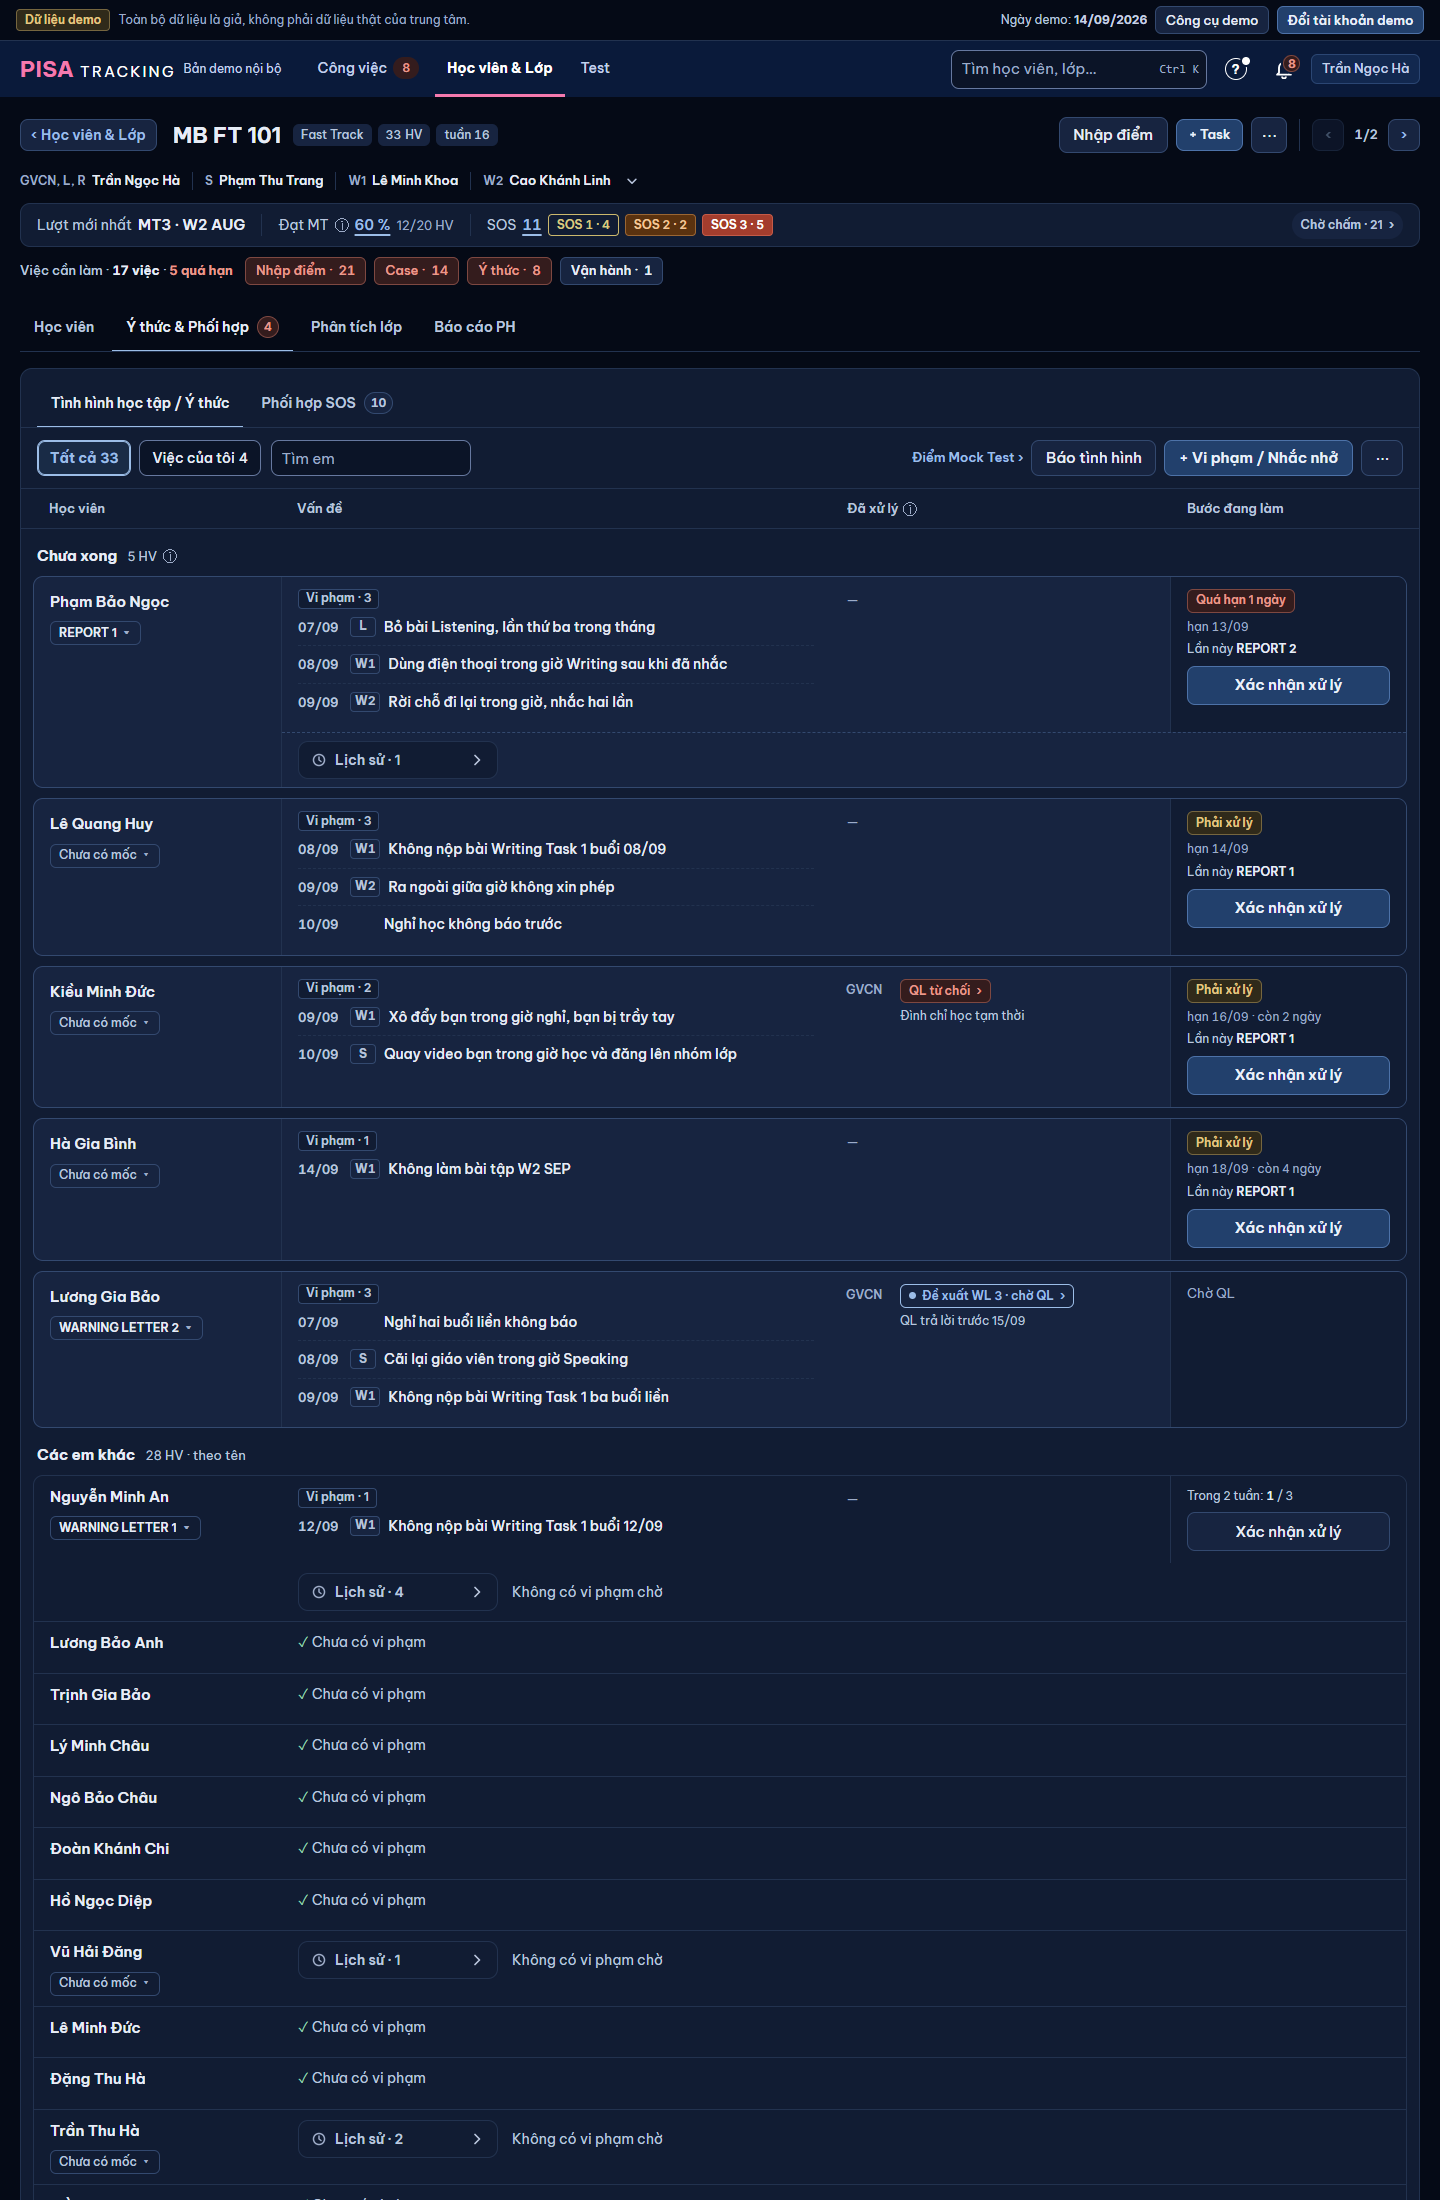 Dữ liệu demo Toàn bộ dữ liệu là giả, không phải dữ liệu thật của trung tâm. Ngày demo: 14/09/2026 Công cụ demo Đổi tài khoản demo
PISA TRACKING Bản demo nội bộ Công việc 8 Học viên & Lớp Test Tìm học viên, lớp... Ctrl K ? 8 Trần Ngọc Hà
‹ Học viên & Lớp MB FT 101 Fast Track 33 HV tuần 16 Nhập điểm + Task ... ‹ 1/2 ›
GVCN, L, R Trần Ngọc Hà S Phạm Thu Trang W1 Lê Minh Khoa W2 Cao Khánh Linh
Lượt mới nhất MT3 · W2 AUG Đạt MT ⓘ 60 % 12/20 HV SOS 11 SOS 1 · 4 SOS 2 · 2 SOS 3 · 5 Chờ chấm · 21 ›
Việc cần làm · 17 việc · 5 quá hạn Nhập điểm · 21 Case · 14 Ý thức · 8 Vận hành · 1
Học viên Ý thức & Phối hợp 4 Phân tích lớp Báo cáo PH
Tình hình học tập / Ý thức Phối hợp SOS 10
Tất cả 33 Việc của tôi 4 Tìm em Điểm Mock Test › Báo tình hình + Vi phạm / Nhắc nhở ...
Học viên Vấn đề Đã xử lý ⓘ Bước đang làm
Chưa xong 5 HV ⓘ
Phạm Bảo Ngọc Vi phạm · 3 — Quá hạn 1 ngày
REPORT 1 07/09 L Bỏ bài Listening, lần thứ ba trong tháng hạn 13/09
Lần này REPORT 2
08/09 W1 Dùng điện thoại trong giờ Writing sau khi đã nhắc
Xác nhận xử lý
09/09 W2 Rời chỗ đi lại trong giờ, nhắc hai lần
Lịch sử · 1
Lê Quang Huy Vi phạm · 3 — Phải xử lý
Chưa có mốc 08/09 W1 Không nộp bài Writing Task 1 buổi 08/09 hạn 14/09
Lần này REPORT 1
09/09 W2 Ra ngoài giữa giờ không xin phép
Xác nhận xử lý
10/09 Nghỉ học không báo trước
Kiều Minh Đức Vi phạm · 2 GVCN QL từ chối › Phải xử lý
Chưa có mốc 09/09 W1 Xô đẩy bạn trong giờ nghỉ, bạn bị trầy tay Đình chỉ học tạm thời hạn 16/09 · còn 2 ngày
Lần này REPORT 1
10/09 S Quay video bạn trong giờ học và đăng lên nhóm lớp
Xác nhận xử lý
Hà Gia Bình Vi phạm · 1 — Phải xử lý
Chưa có mốc 14/09 W1 Không làm bài tập W2 SEP hạn 18/09 · còn 4 ngày
Lần này REPORT 1
Xác nhận xử lý
Lương Gia Bảo Vi phạm · 3 GVCN Đề xuất WL 3 · chờ QL › Chờ QL
WARNING LETTER 2 07/09 Nghỉ hai buổi liền không báo QL trả lời trước 15/09
08/09 S Cãi lại giáo viên trong giờ Speaking
09/09 W1 Không nộp bài Writing Task 1 ba buổi liền
Các em khác 28 HV · theo tên
Nguyễn Minh An Vi phạm · 1 — Trong 2 tuần: 1 / 3
WARNING LETTER 1 12/09 W1 Không nộp bài Writing Task 1 buổi 12/09 Xác nhận xử lý
Lịch sử · 4 Không có vi phạm chờ
Lương Bảo Anh ✓ Chưa có vi phạm
Trịnh Gia Bảo ✓ Chưa có vi phạm
Lý Minh Châu ✓ Chưa có vi phạm
Ngô Bảo Châu ✓ Chưa có vi phạm
Đoàn Khánh Chi ✓ Chưa có vi phạm
Hồ Ngọc Diệp ✓ Chưa có vi phạm
Vũ Hải Đăng Lịch sử · 1 Không có vi phạm chờ
Chưa có mốc
Lê Minh Đức ✓ Chưa có vi phạm
Đặng Thu Hà ✓ Chưa có vi phạm
Trần Thu Hà Lịch sử · 2 Không có vi phạm chờ
Chưa có mốc